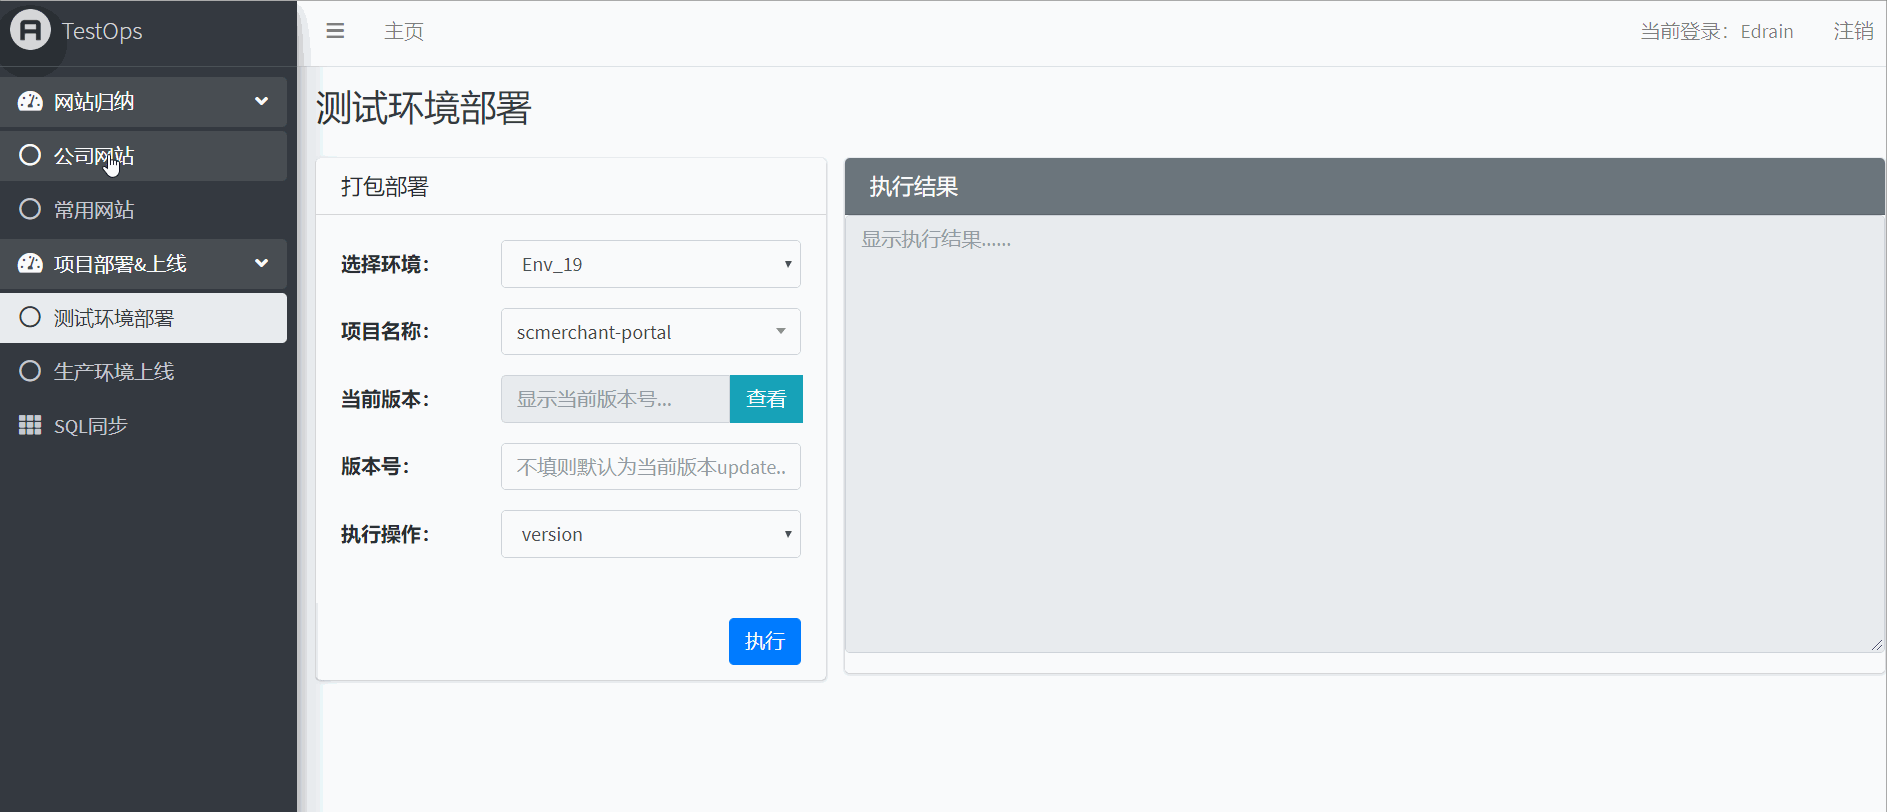 TestOps
主页
当前登录：Edrain
注销
网站归纳
公司网站
常用网站
项目部署&上线
测试环境部署
生产环境上线
SQL同步
测试环境部署
打包部署
选择环境：
Env_19
项目名称：
scmerchant-portal
当前版本：
显示当前版本号...
查看
版本号：
不填则默认为当前版本update..
执行操作：
version
执行
执行结果
显示执行结果......